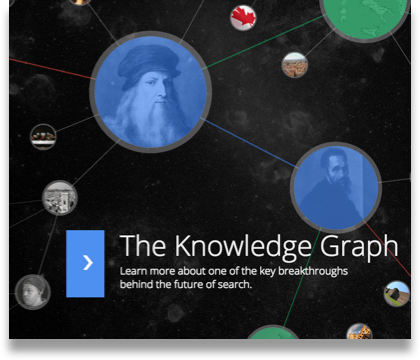 The Knowledge Graph
Learn more about one of the key breakthroughs
behind the future of search.